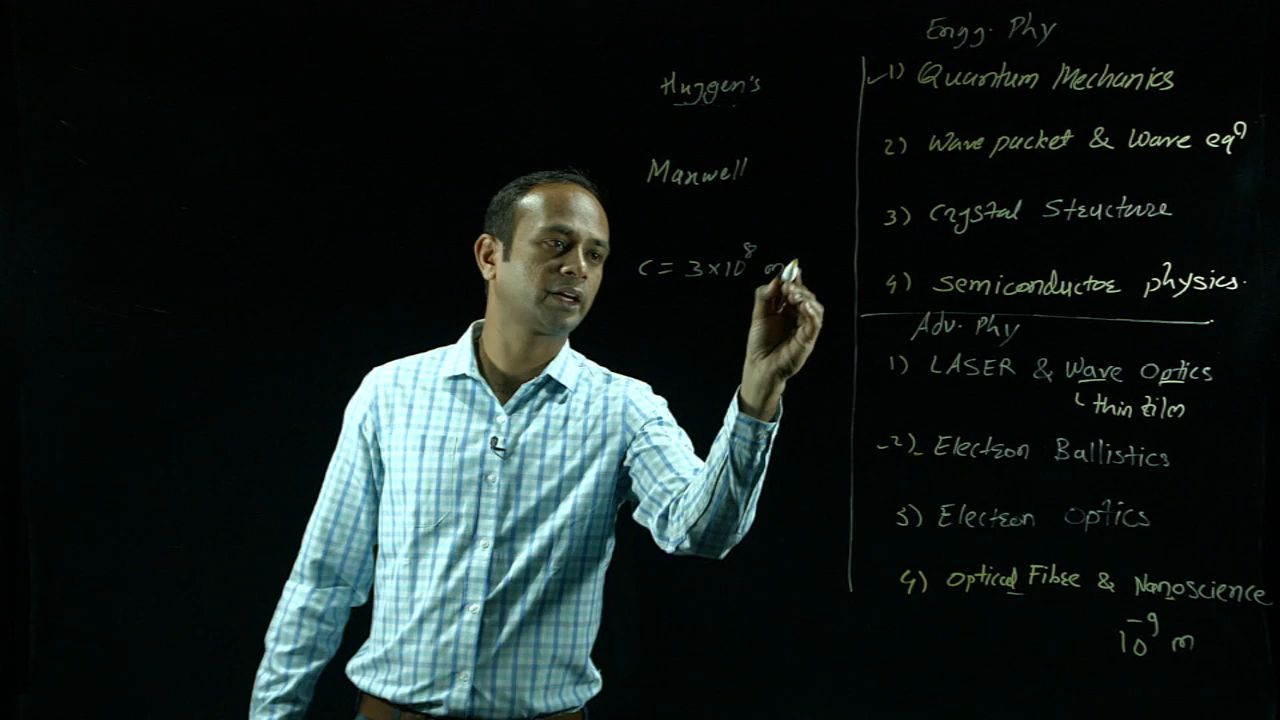 Huygen's
Maxwell
C = 3×10⁸ m
Engg. Phy
1) Quantum Mechanics
2) Wave packet & Wave eqⁿ
3) Crystal Structure
4) Semiconductor physics.
Adv. Phy
1) LASER & Wave Optics
thin film
2) Electron Ballistics
3) Electron Optics
4) Optical Fibre & Nanoscience
10⁻⁹ m